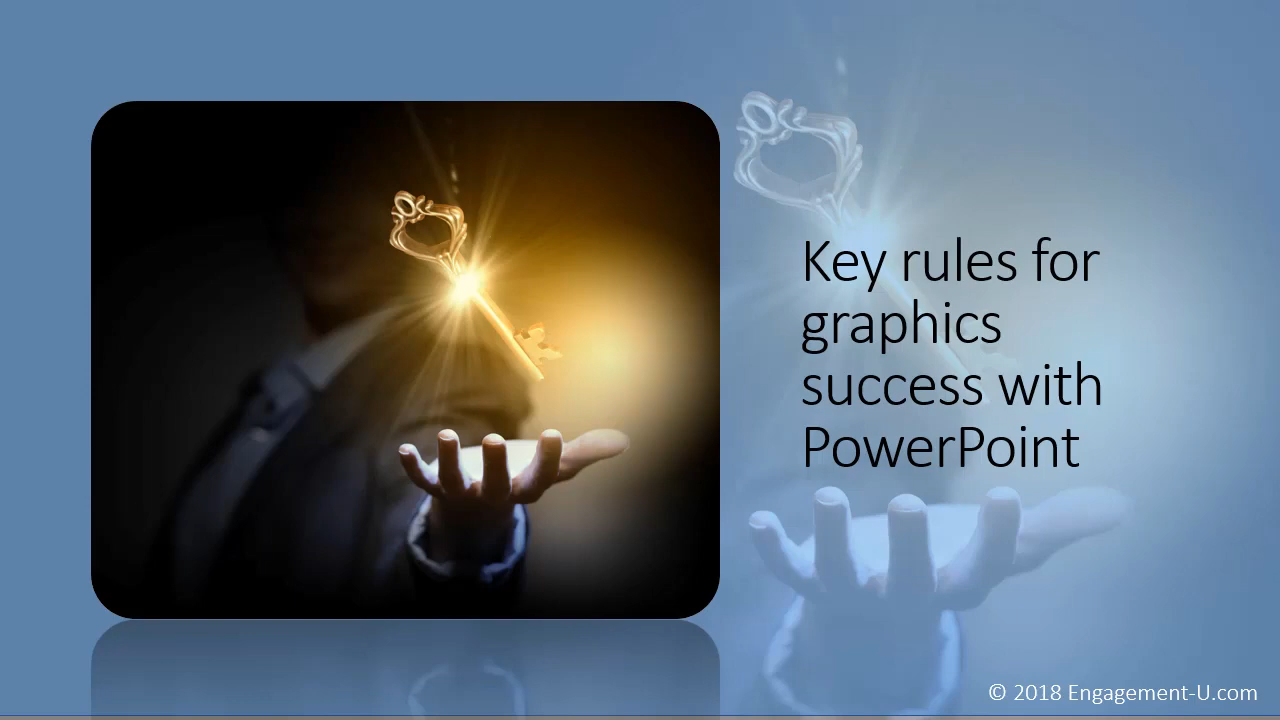 Key rules for
graphics
success with
PowerPoint
© 2018 Engagement-U.com